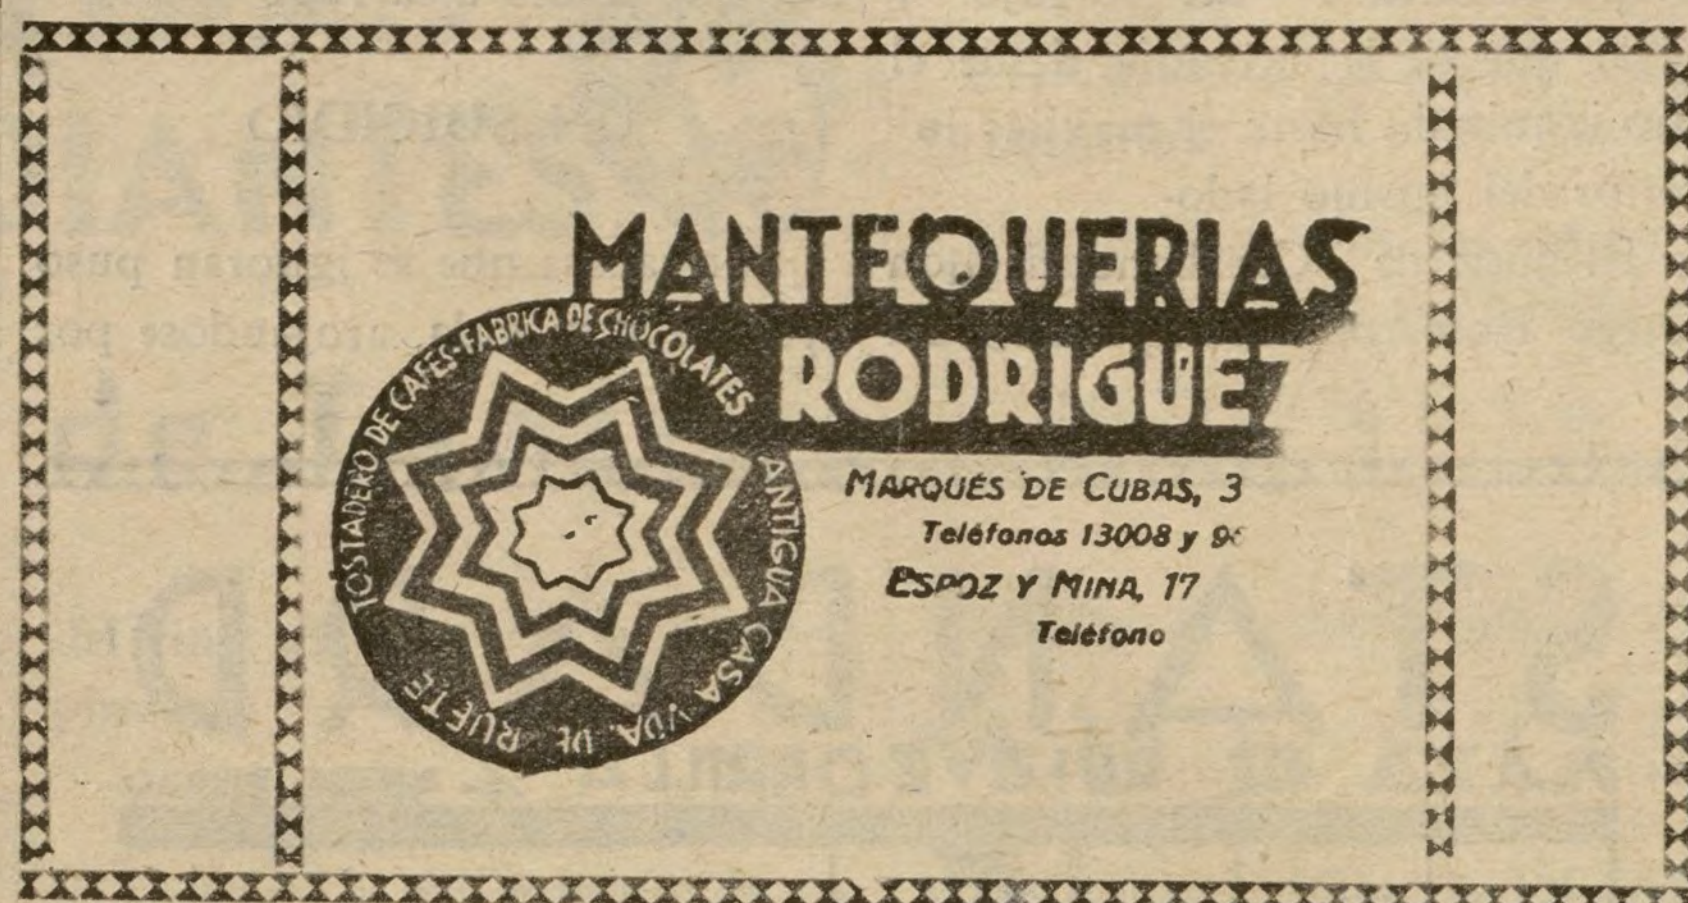 MANTEQUERIAS
RODRIGUEZ
TOSTADERO DE CAFES-FABRICA DE CHOCOLATES
ANTIGUA CASA VDA. DE RUETE
MARQUÉS DE CUBAS, 3
Teléfonos 13008 y
ESPOZ Y MINA, 17
Teléfono